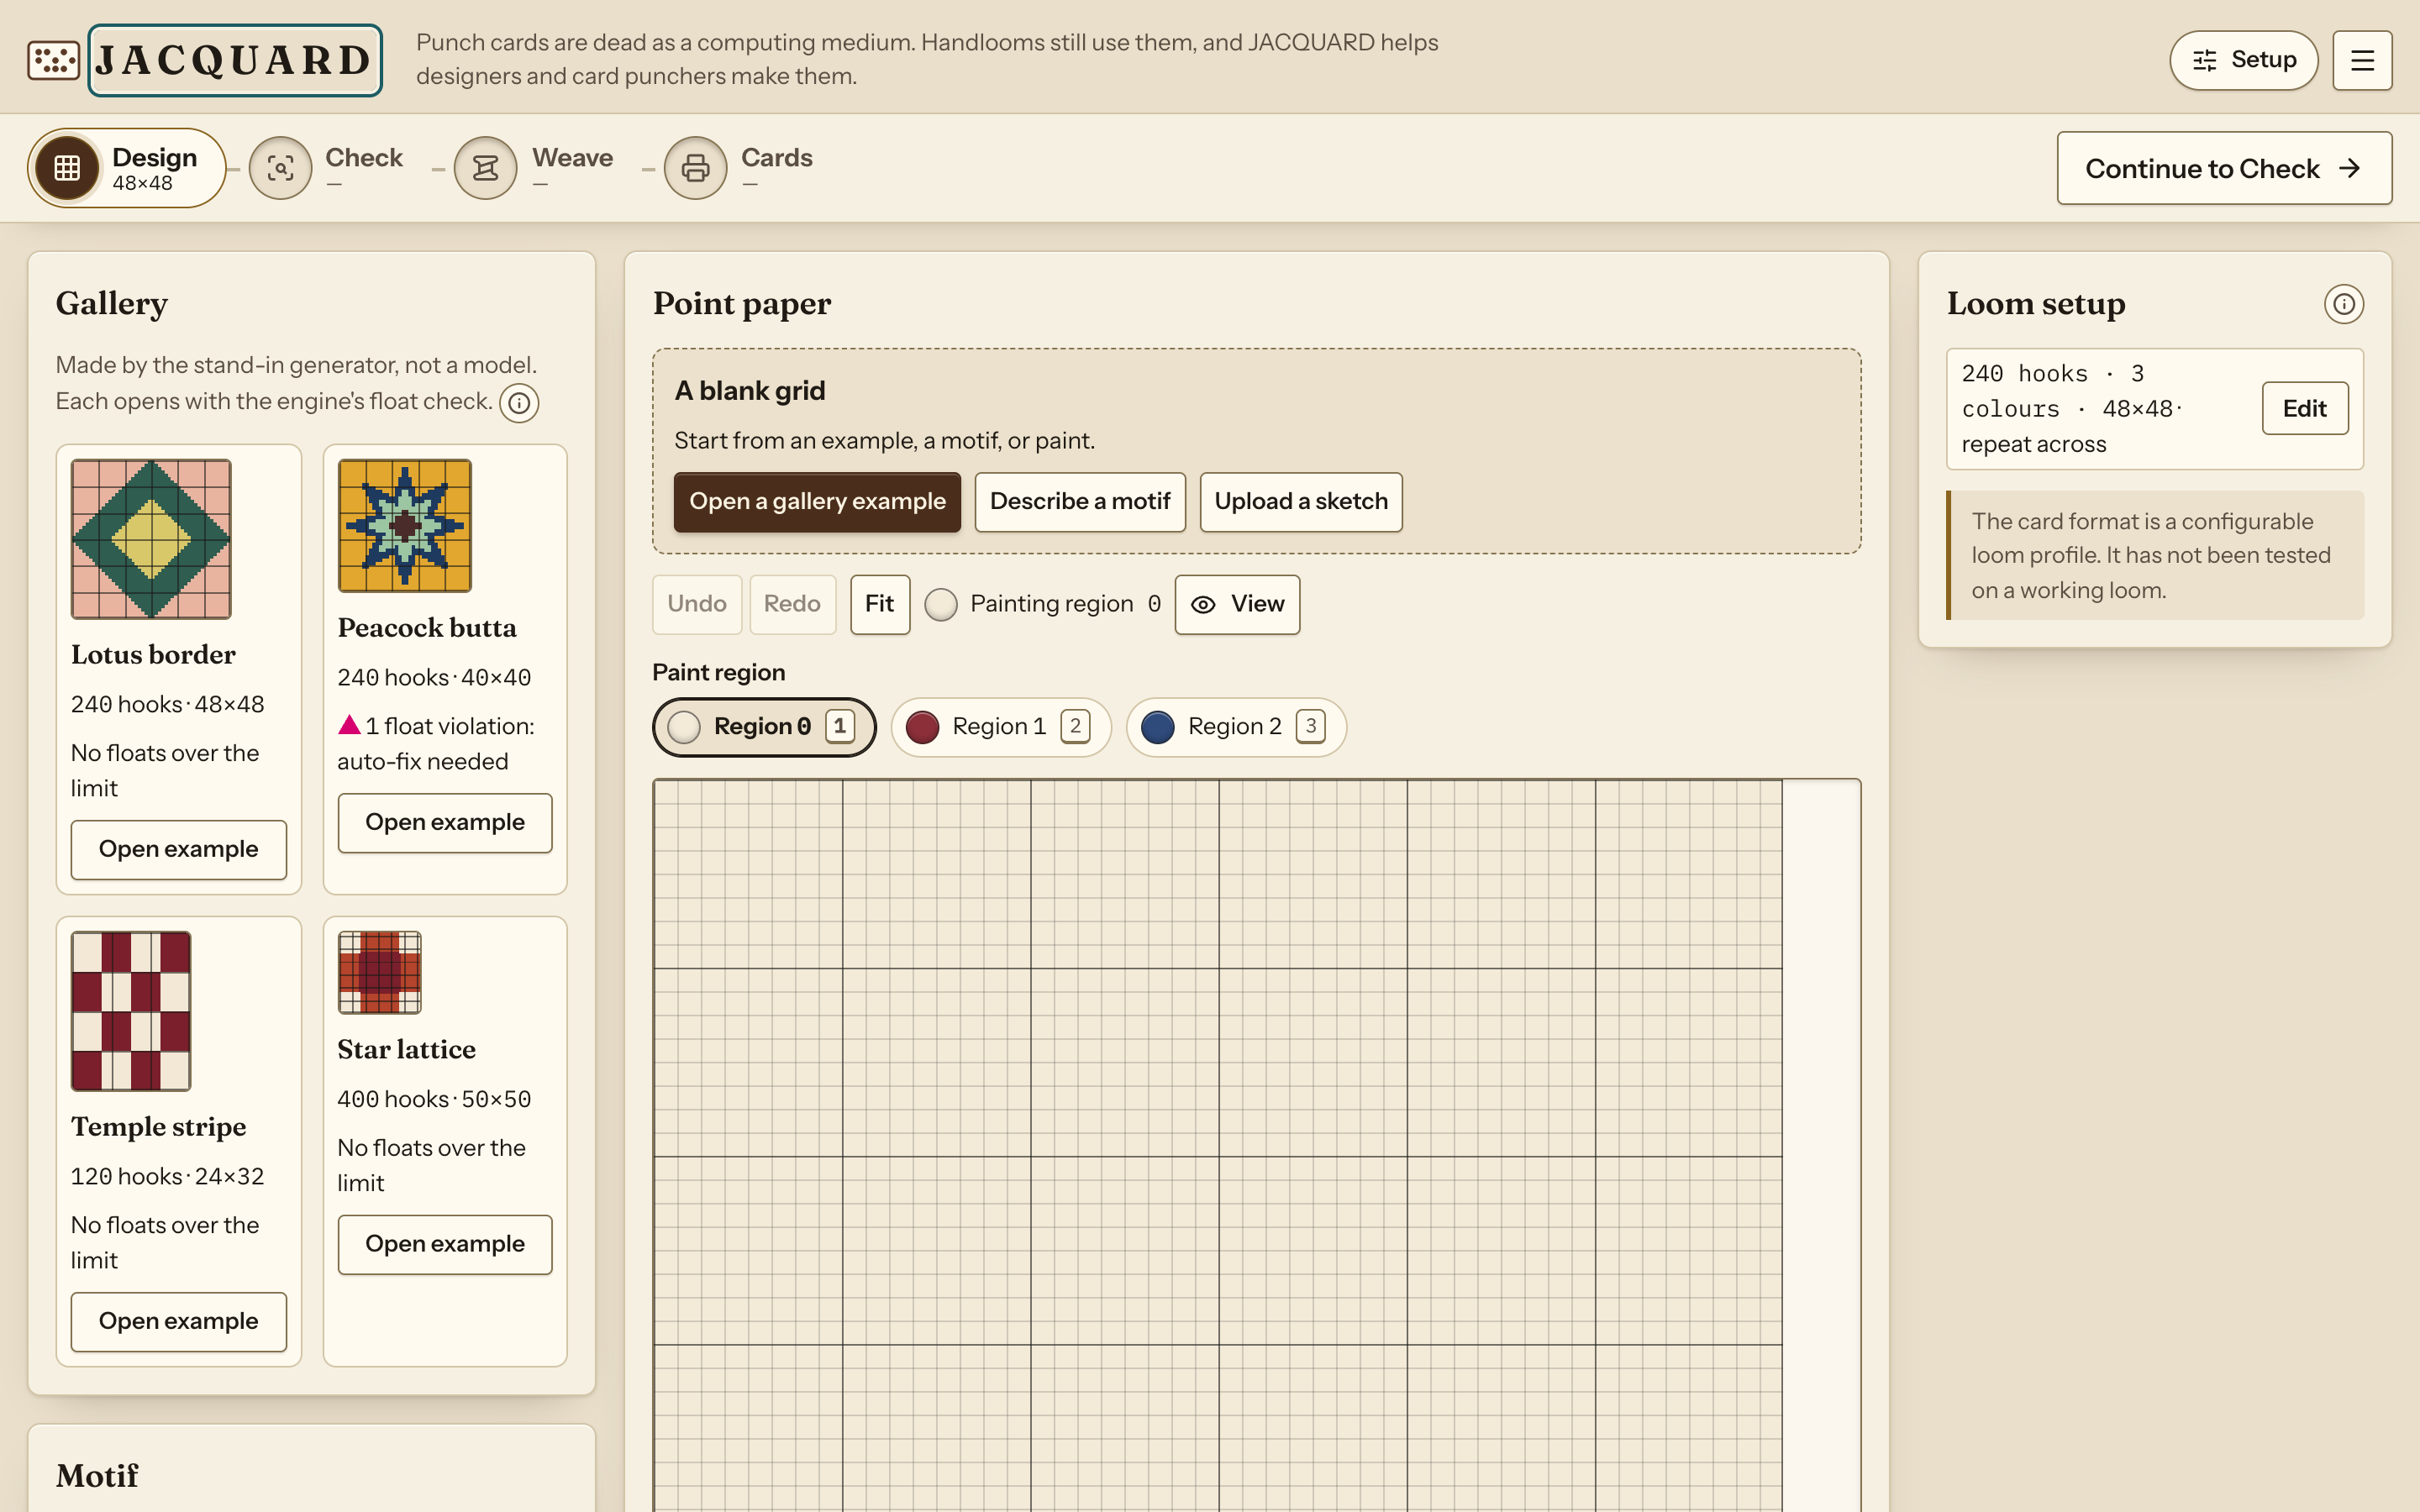 JACQUARD
Punch cards are dead as a computing medium. Handlooms still use them, and JACQUARD helps
designers and card punchers make them.
Setup
Design
48×48
Check
—
Weave
—
Cards
—
Continue to Check
Gallery
Made by the stand-in generator, not a model.
Each opens with the engine's float check.
Lotus border
240 hooks · 48×48
No floats over the
limit
Open example
Peacock butta
240 hooks · 40×40
1 float violation:
auto-fix needed
Open example
Temple stripe
120 hooks · 24×32
No floats over the
limit
Open example
Star lattice
400 hooks · 50×50
No floats over the
limit
Open example
Motif
Point paper
A blank grid
Start from an example, a motif, or paint.
Open a gallery example
Describe a motif
Upload a sketch
Undo
Redo
Fit
Painting region 0
View
Paint region
Region 0 1
Region 1 2
Region 2 3
Loom setup
240 hooks · 3
colours · 48×48·
repeat across
Edit
The card format is a configurable
loom profile. It has not been tested
on a working loom.